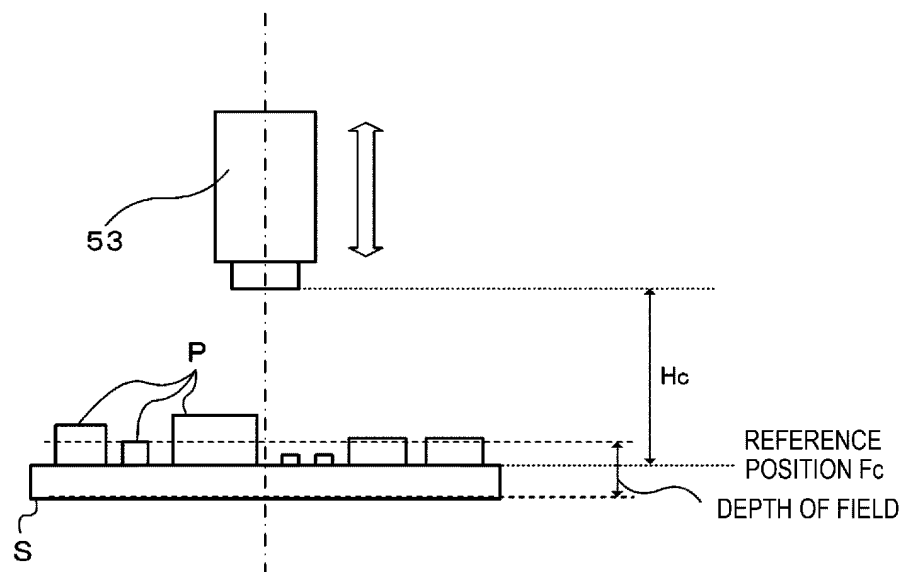 53
P
Hc
REFERENCE
POSITION Fc
DEPTH OF FIELD
S